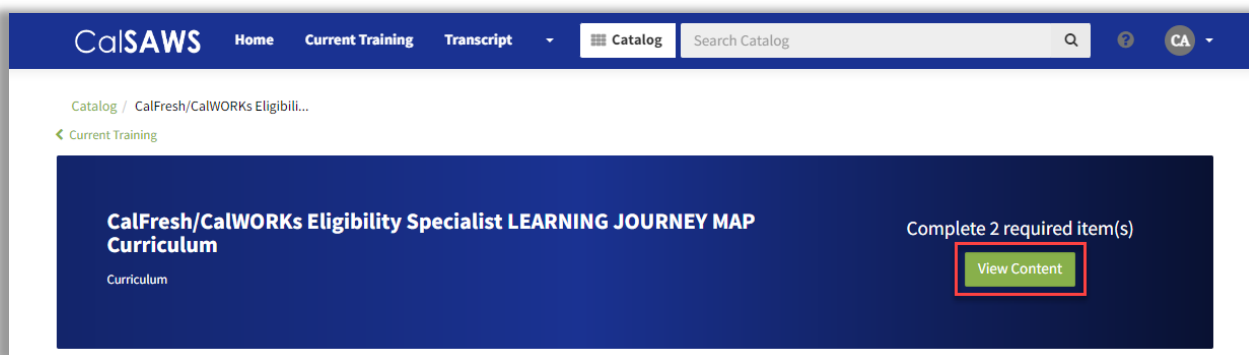 CalSAWS Home Current Training Transcript Catalog Search Catalog ? CA
Catalog / CalFresh/CalWORKs Eligibili...
Current Training
CalFresh/CalWORKs Eligibility Specialist LEARNING JOURNEY MAP
Curriculum
Curriculum
Complete 2 required item(s)
View Content